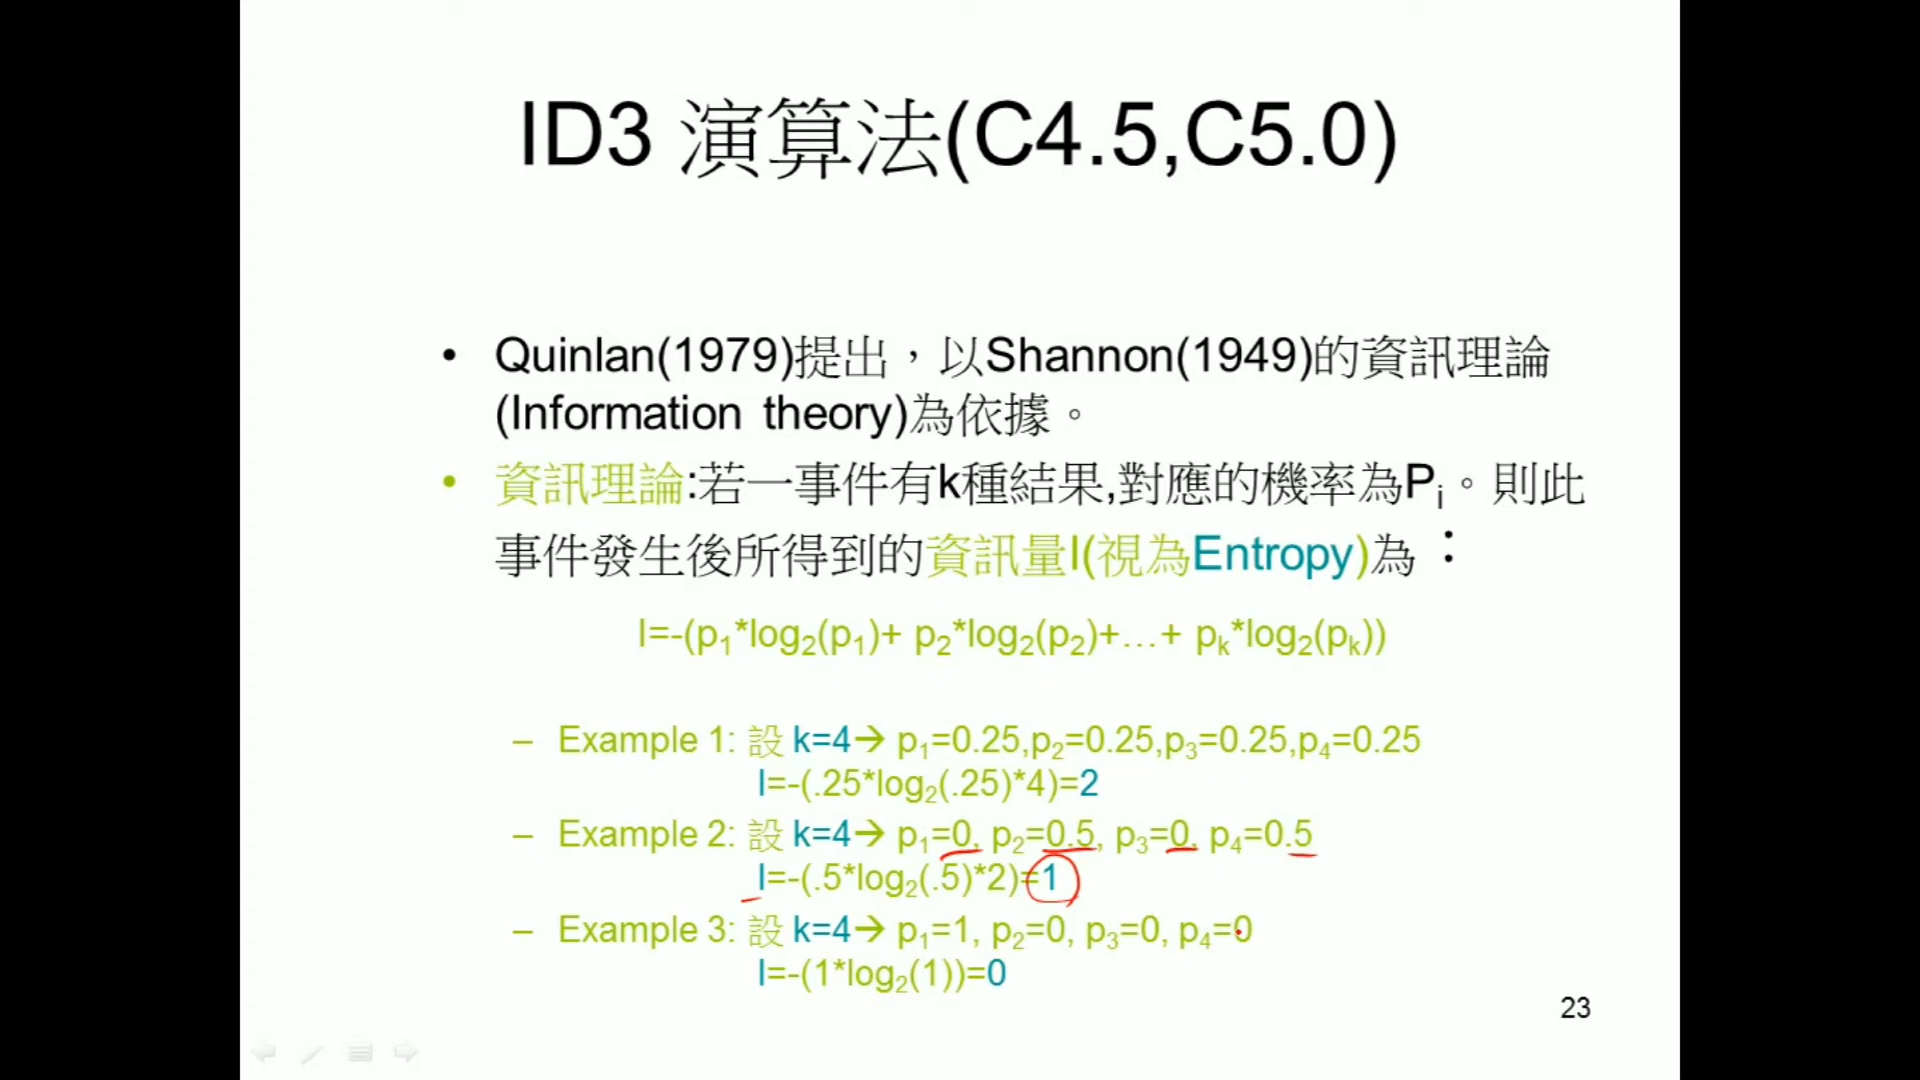 ID3 演算法(C4.5,C5.0)
• Quinlan(1979)提出，以Shannon(1949)的資訊理論
(Information theory)為依據。
• 資訊理論:若一事件有k種結果,對應的機率為Pi。則此
事件發生後所得到的資訊量I(視為Entropy)為：
I=-(p1*log2(p1)+ p2*log2(p2)+…+ pk*log2(pk))
– Example 1: 設 k=4→ p1=0.25,p2=0.25,p3=0.25,p4=0.25
I=-(.25*log2(.25)*4)=2
– Example 2: 設 k=4→ p1=0, p2=0.5, p3=0, p4=0.5
I=-(.5*log2(.5)*2)=1
– Example 3: 設 k=4→ p1=1, p2=0, p3=0, p4=0
I=-(1*log2(1))=0
23